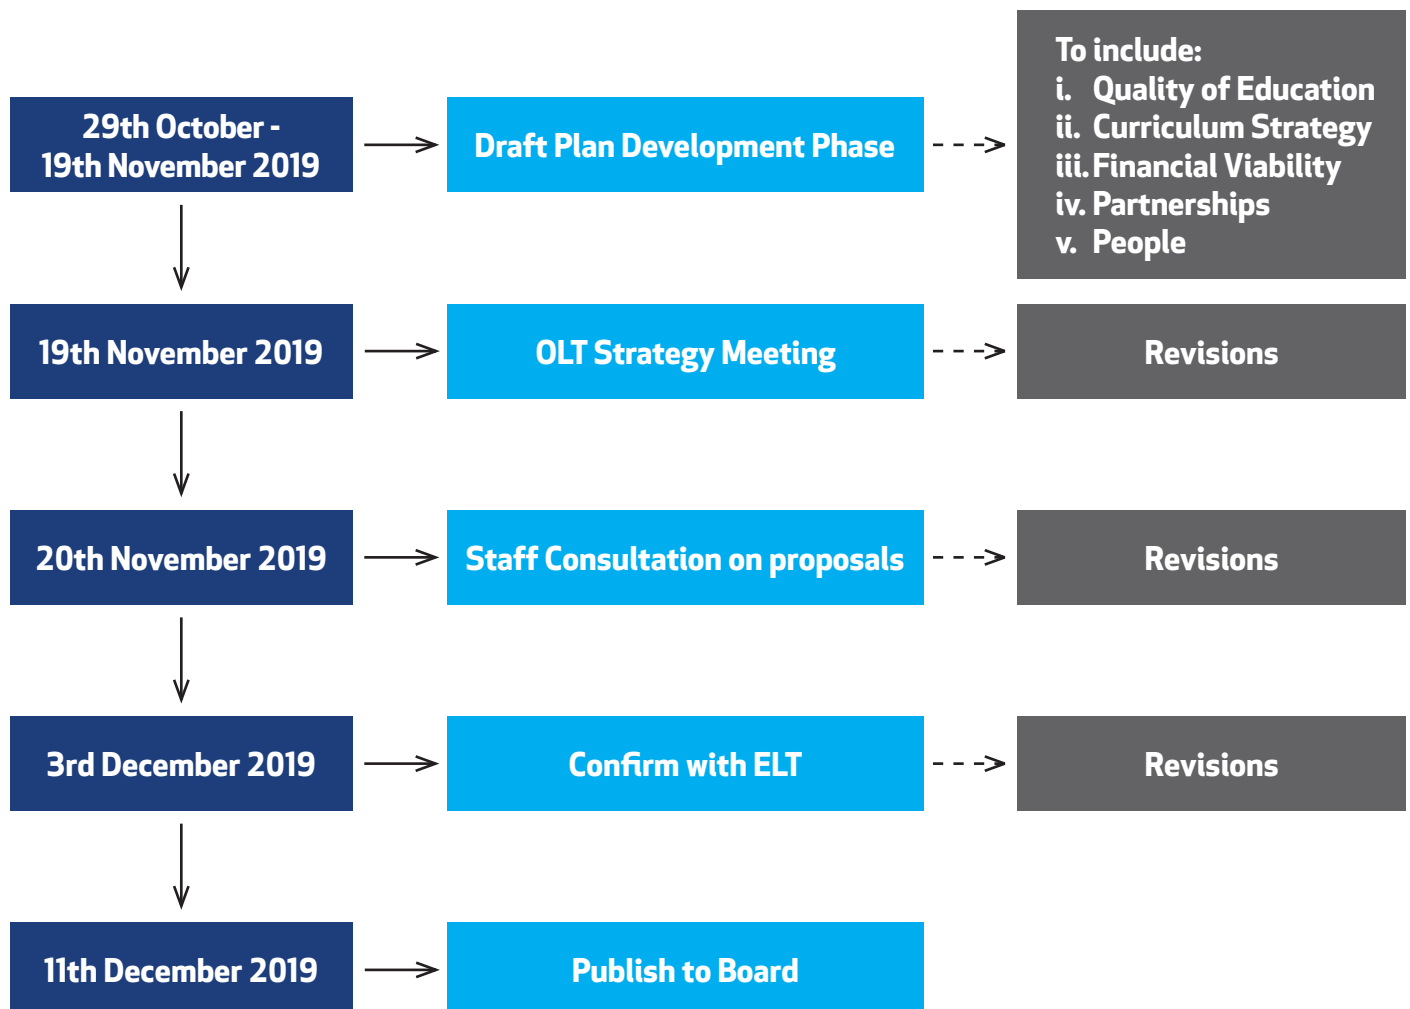 29th October -
19th November 2019
Draft Plan Development Phase
To include:
i. Quality of Education
ii. Curriculum Strategy
iii. Financial Viability
iv. Partnerships
v. People
19th November 2019
OLT Strategy Meeting
Revisions
20th November 2019
Staff Consultation on proposals
Revisions
3rd December 2019
Confirm with ELT
Revisions
11th December 2019
Publish to Board